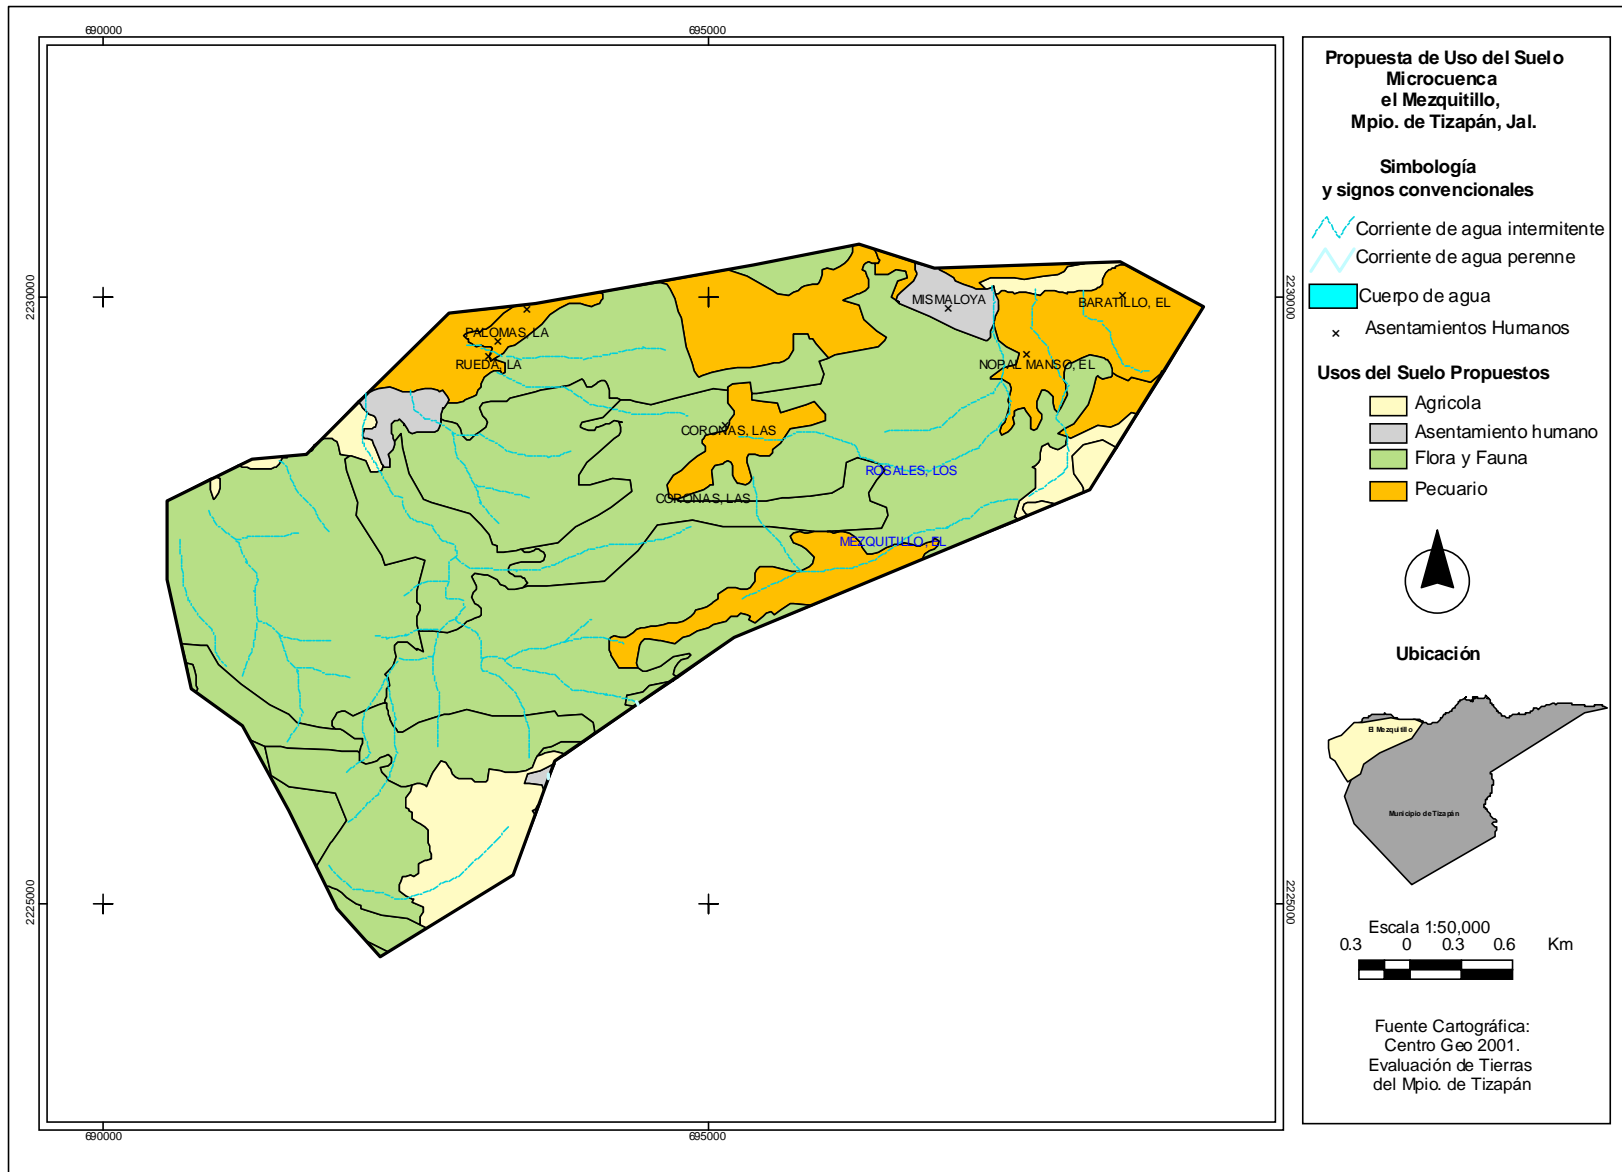 690000
695000
2230000
2230000
2225000
2225000
690000
695000
MISMALOYA
BARATILLO, EL
PALOMAS, LA
RUEDA, LA
NOPAL MANSO, EL
CORONAS, LAS
ROSALES, LOS
CORONAS, LAS
MEZQUITILLO, EL
Propuesta de Uso del Suelo
Microcuenca
el Mezquitillo,
Mpio. de Tizapán, Jal.
Simbología
y signos convencionales
Corriente de agua intermitente
Corriente de agua perenne
Cuerpo de agua
Asentamientos Humanos
Usos del Suelo Propuestos
Agricola
Asentamiento humano
Flora y Fauna
Pecuario
Ubicación
El Mezquitillo
Municipio de Tizapán
Escala 1:50,000
0.3 0 0.3 0.6 Km
Fuente Cartográfica:
Centro Geo 2001.
Evaluación de Tierras
del Mpio. de Tizapán